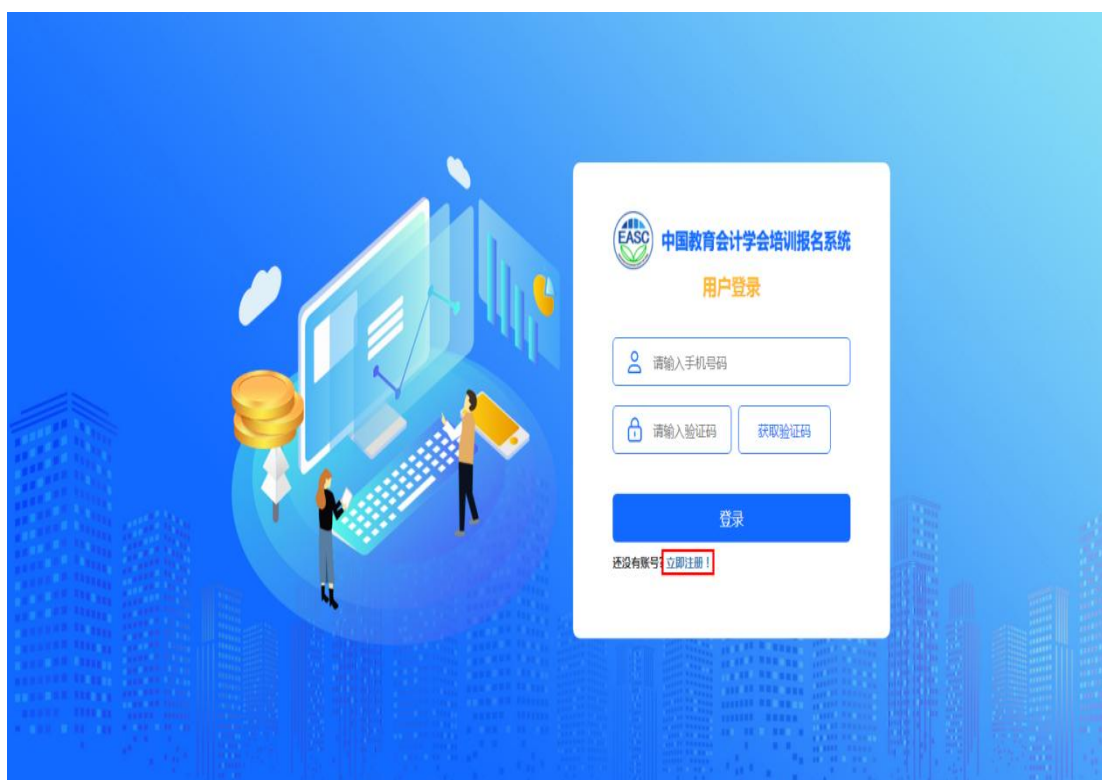 EASC
中国教育会计学会培训报名系统
用户登录
请输入手机号码
请输入验证码
获取验证码
登录
还没有账号?立即注册!